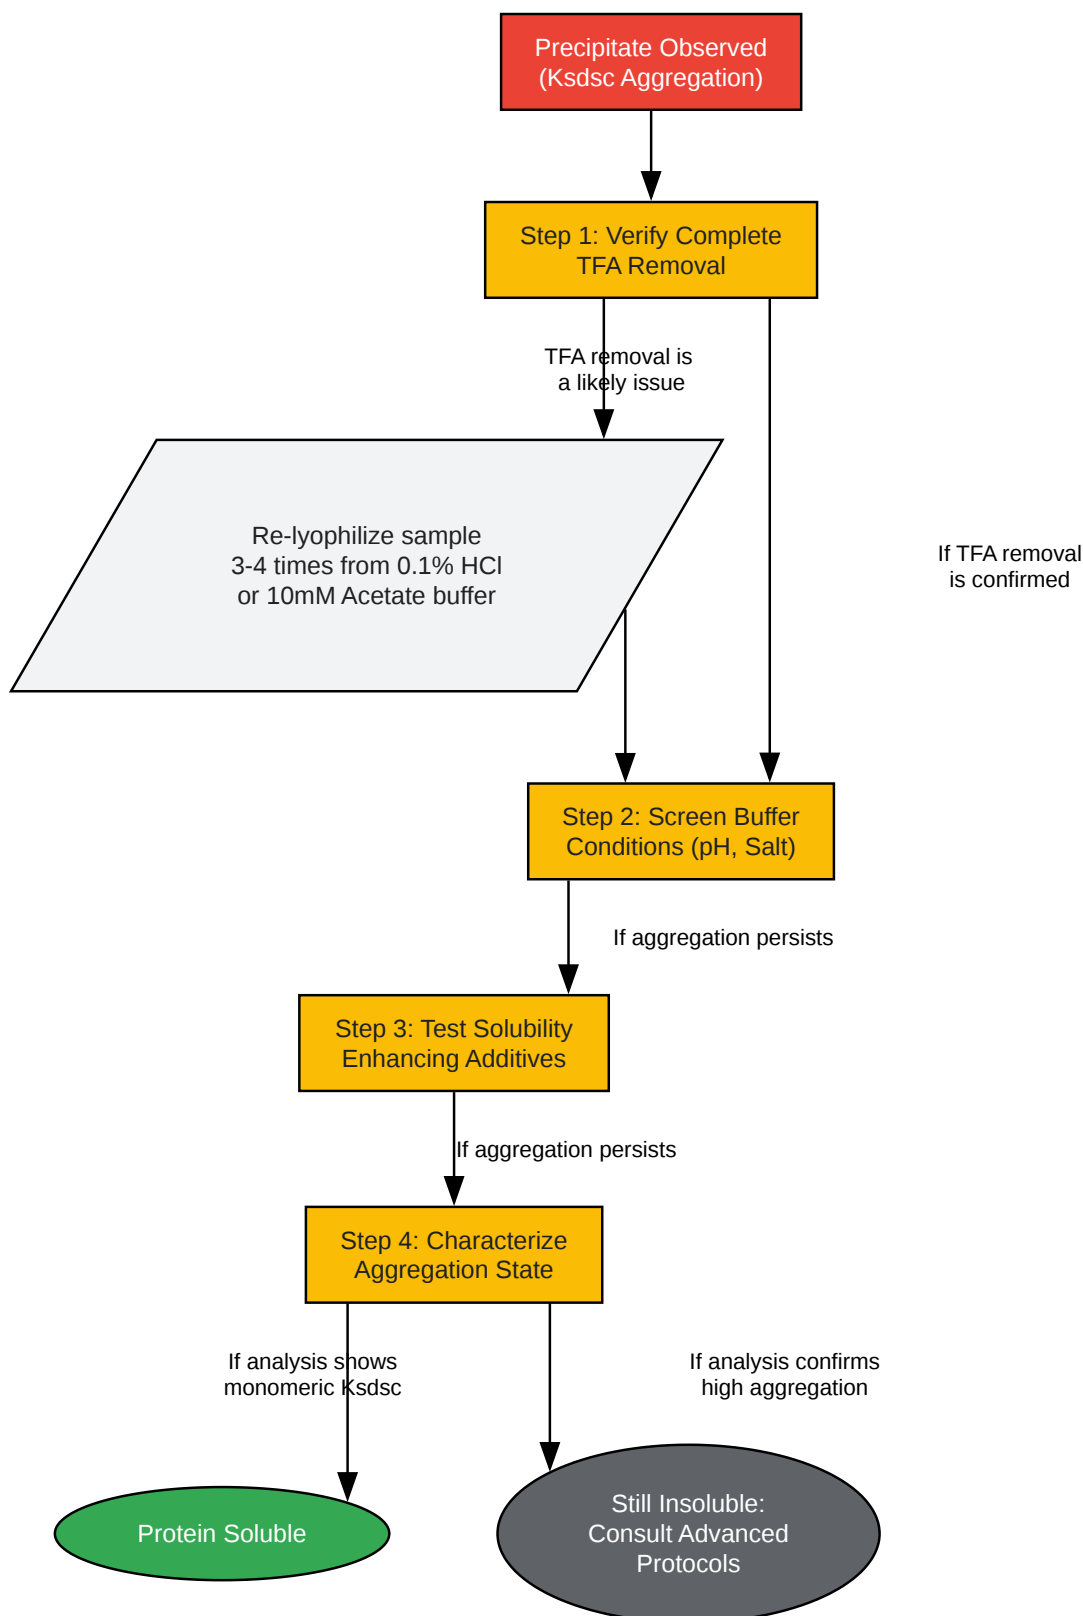 Precipitate Observed
(Ksdsc Aggregation)
Step 1: Verify Complete
TFA Removal
TFA removal is
a likely issue
Re-lyophilize sample
3-4 times from 0.1% HCl
or 10mM Acetate buffer
If TFA removal
is confirmed
Step 2: Screen Buffer
Conditions (pH, Salt)
If aggregation persists
Step 3: Test Solubility
Enhancing Additives
If aggregation persists
Step 4: Characterize
Aggregation State
If analysis shows
monomeric Ksdsc
If analysis confirms
high aggregation
Protein Soluble
Still Insoluble:
Consult Advanced
Protocols